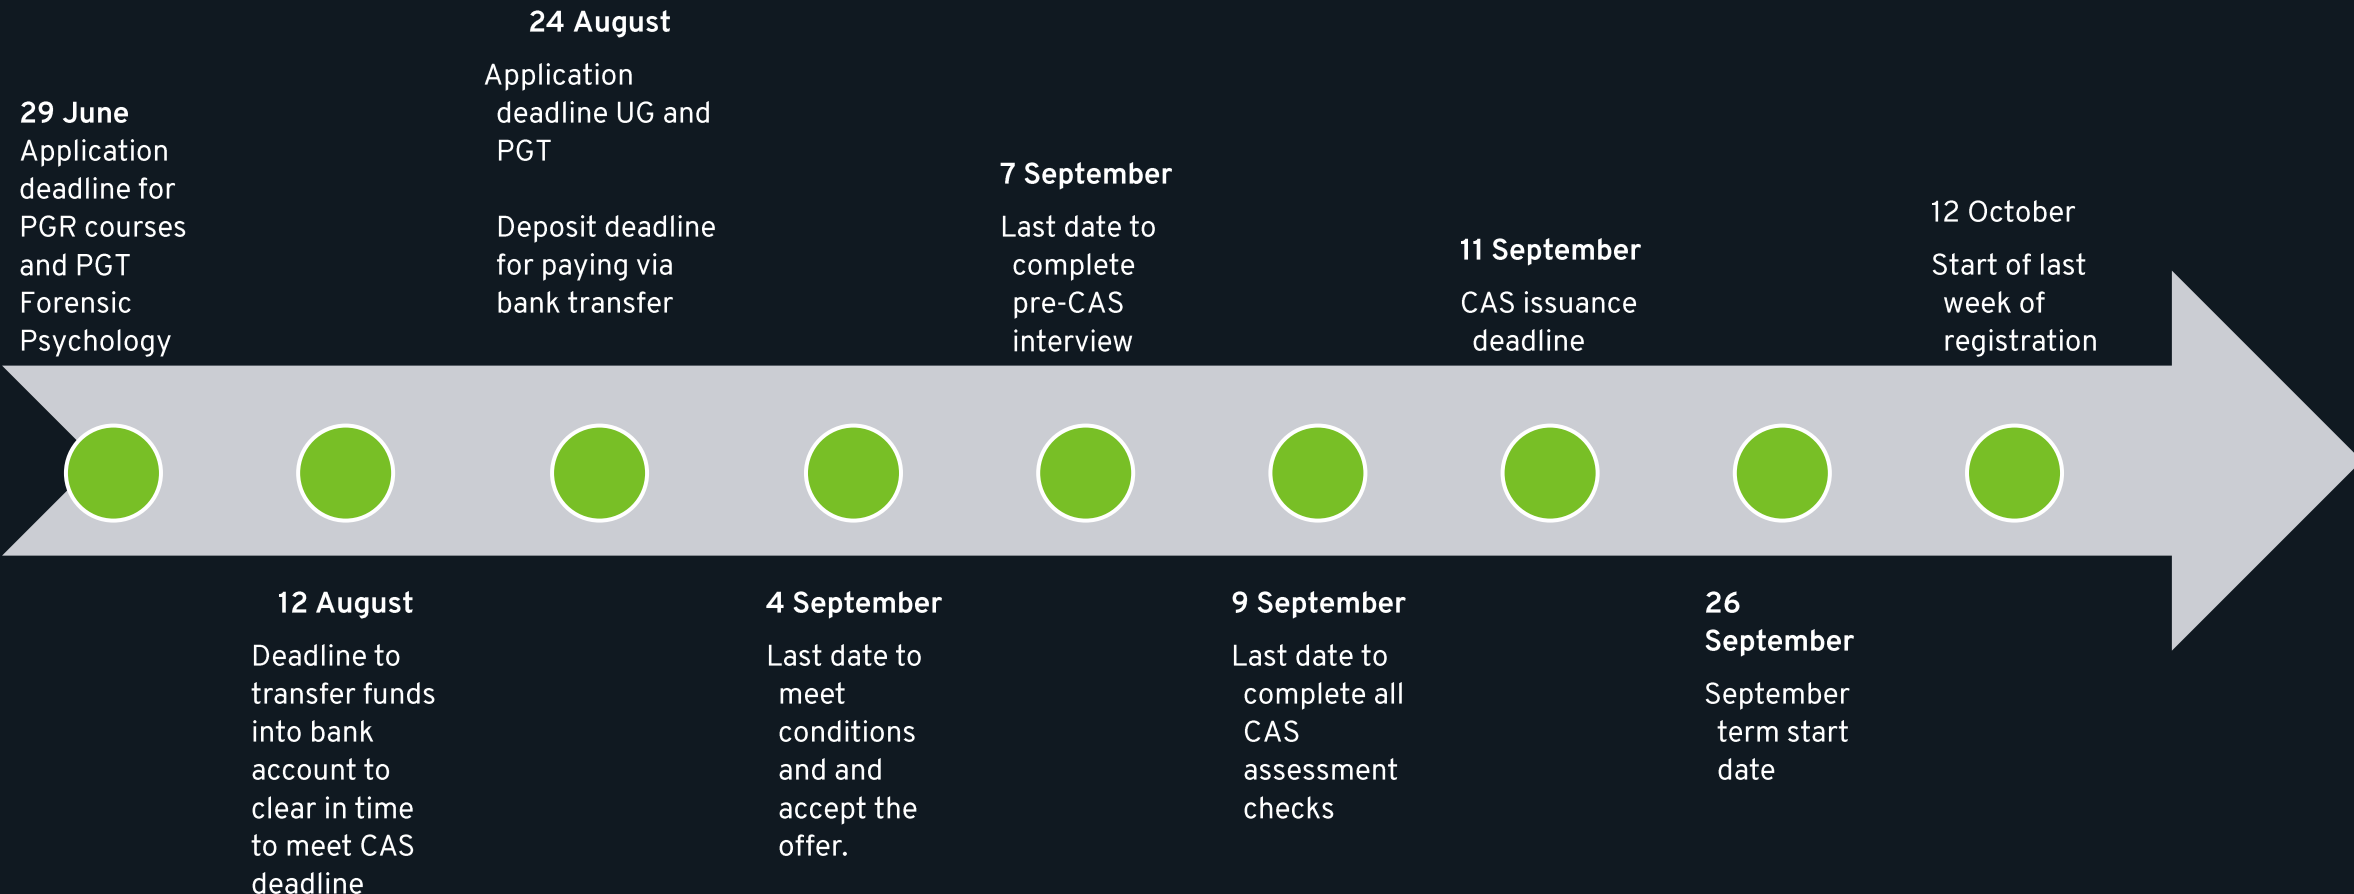 29 June
Application
deadline for
PGR courses
and PGT
Forensic
Psychology
12 August
Deadline to
transfer funds
into bank
account to
clear in time
to meet CAS
deadline
24 August
Application
deadline UG and
PGT
Deposit deadline
for paying via
bank transfer
4 September
Last date to
meet
conditions
and and
accept the
offer.
7 September
Last date to
complete
pre-CAS
interview
9 September
Last date to
complete all
CAS
assessment
checks
11 September
CAS issuance
deadline
26
September
September
term start
date
12 October
Start of last
week of
registration